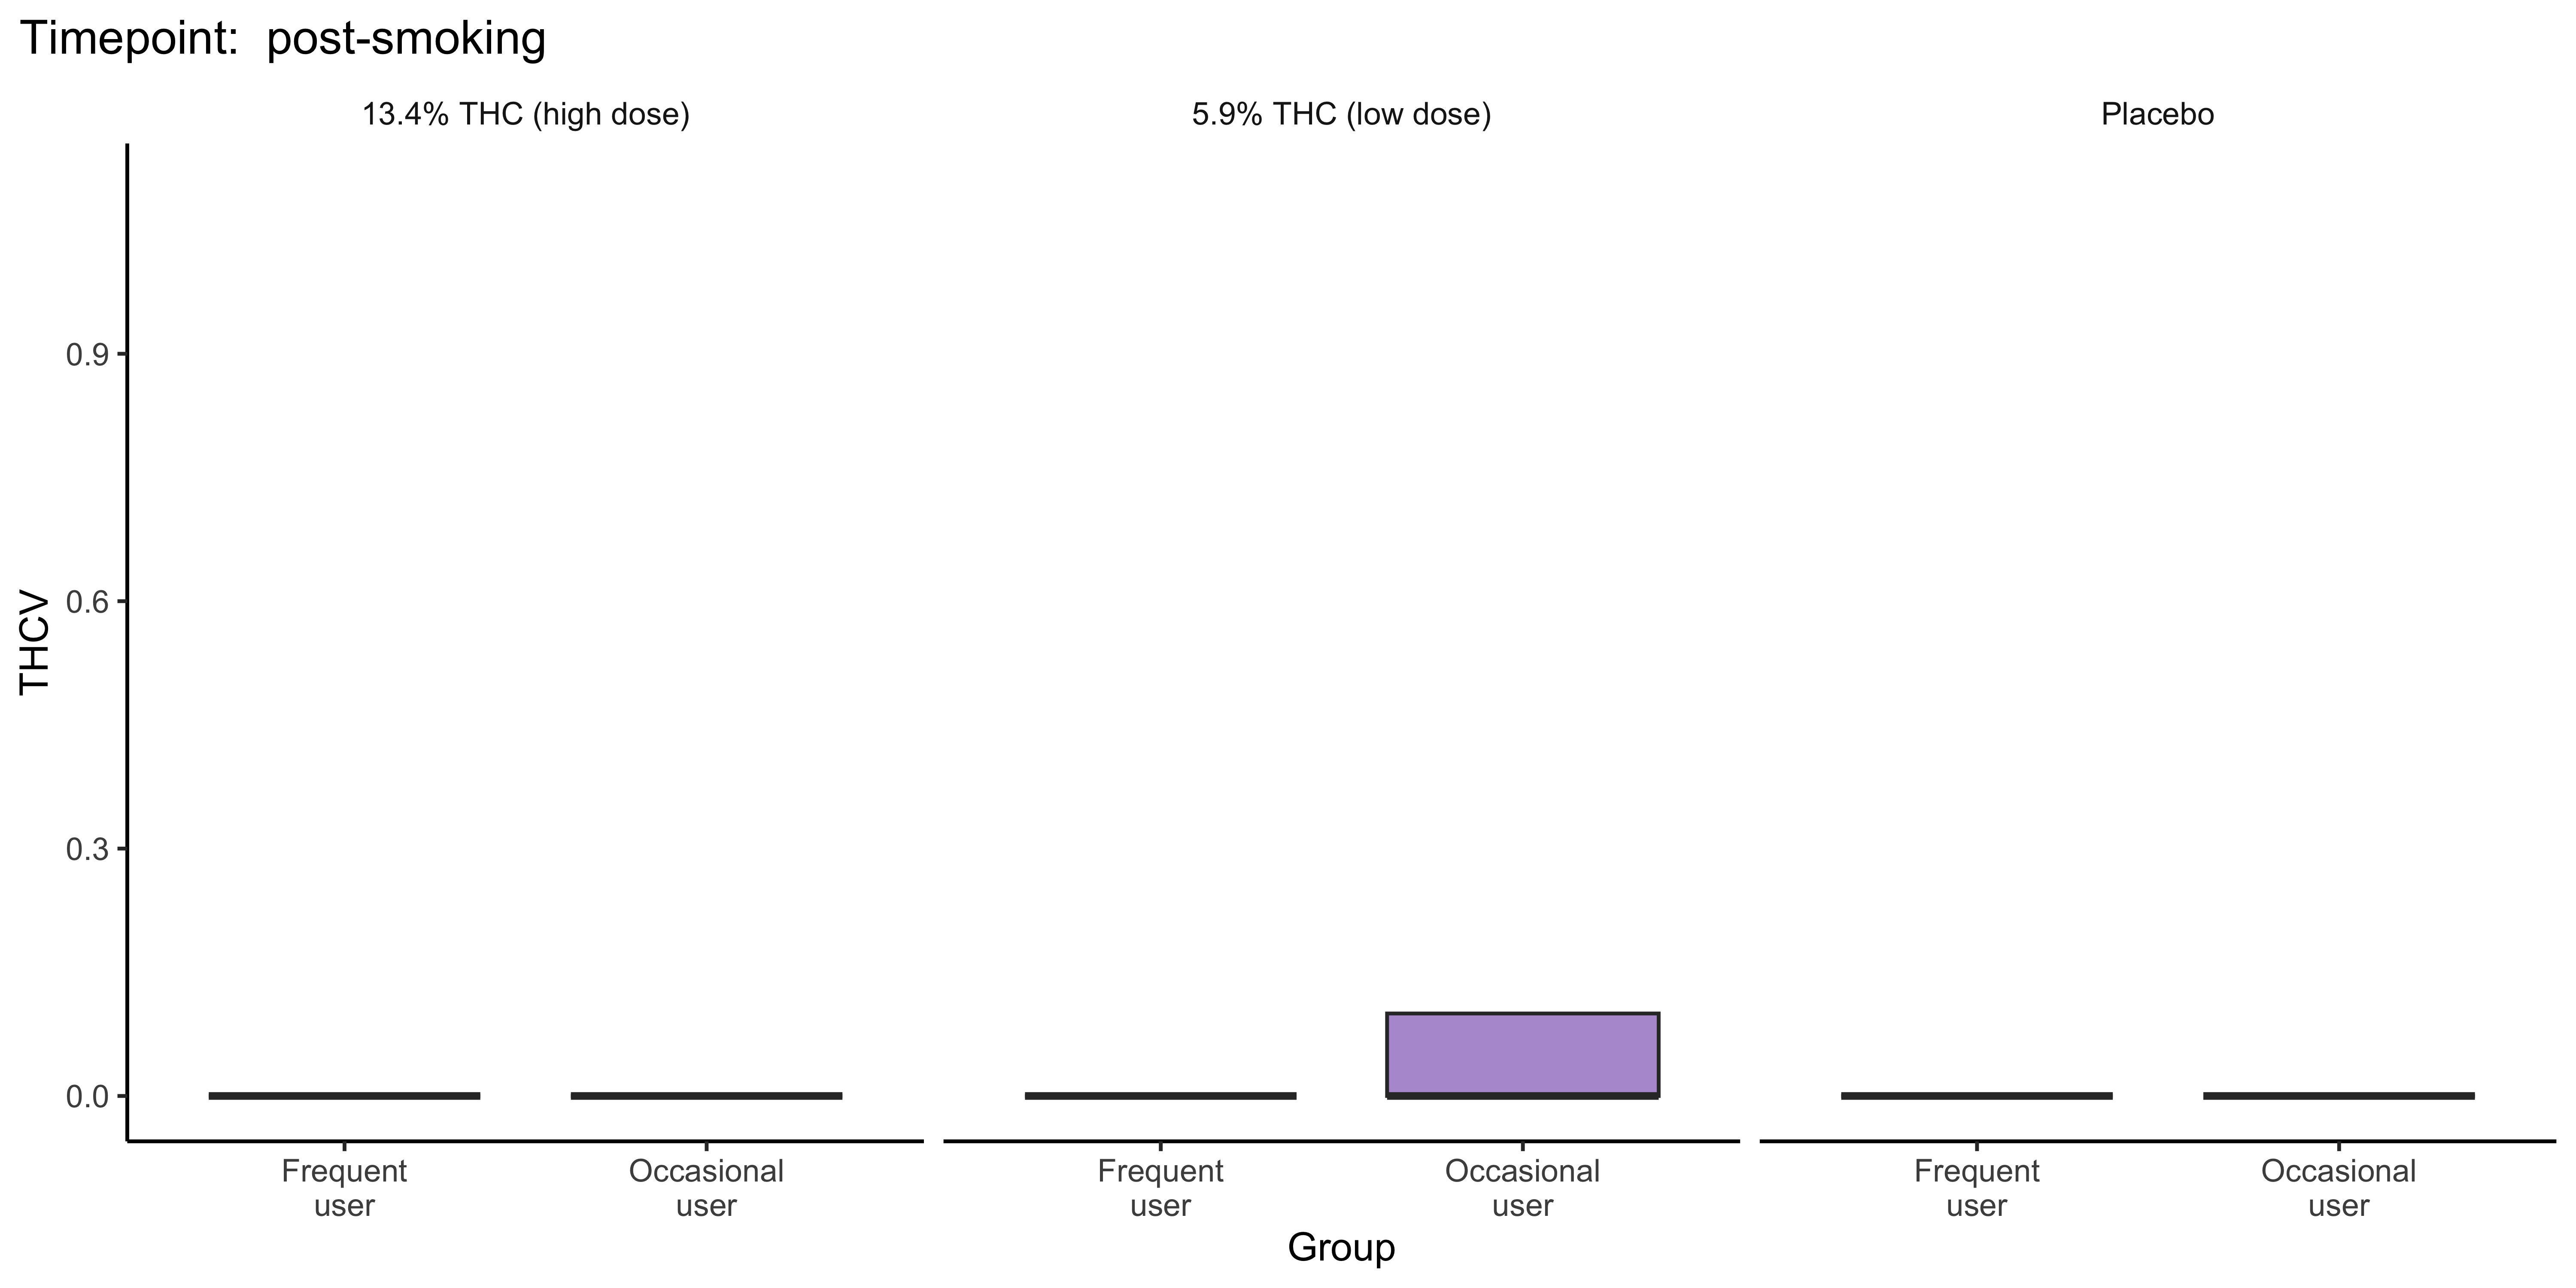 Timepoint:  post-smoking
13.4% THC (high dose)
5.9% THC (low dose)
Placebo
THCV
0.9
0.6
0.3
0.0
Frequent
user
Occasional
user
Frequent
user
Occasional
user
Frequent
user
Occasional
user
Group